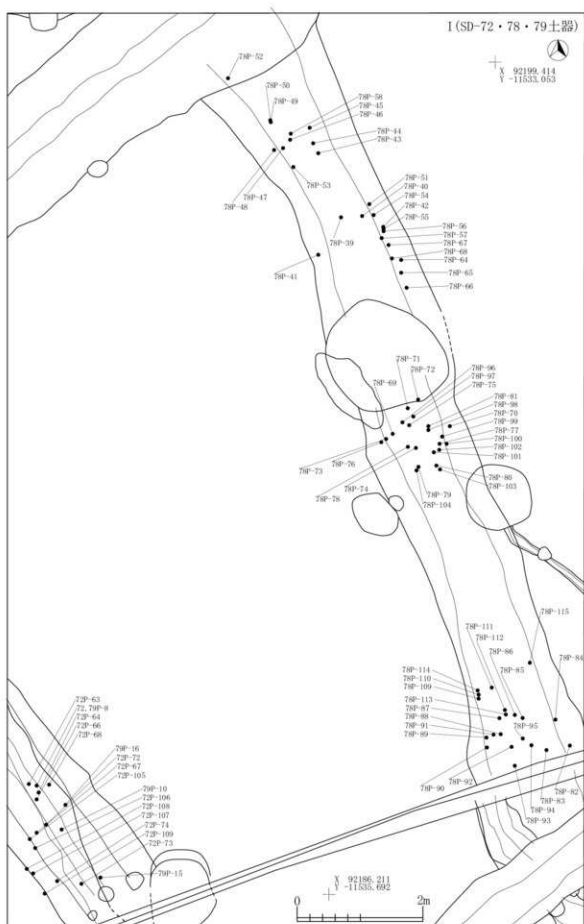 I(SD-72・78・79土器)
X 92199.414
Y -11533.053
78P-52
78P-50
78P-49
78P-58
78P-45
78P-46
78P-44
78P-43
78P-53
78P-47
78P-48
78P-51
78P-40
78P-54
78P-42
78P-55
78P-56
78P-57
78P-67
78P-68
78P-64
78P-65
78P-66
78P-39
78P-41
78P-71
78P-72
78P-69
78P-96
78P-97
78P-75
78P-81
78P-98
78P-70
78P-99
78P-77
78P-100
78P-102
78P-101
78P-80
78P-103
78P-73
78P-76
78P-74
78P-78
78P-79
78P-104
78P-115
78P-111
78P-112
78P-86
78P-85
78P-84
78P-114
78P-110
78P-109
78P-113
78P-87
78P-88
78P-91
78P-89
78P-95
78P-92
78P-90
78P-82
78P-83
78P-94
78P-93
72P-63
72,79P-8
72P-64
72P-66
72P-68
79P-16
72P-72
72P-67
72P-105
79P-10
72P-106
72P-108
72P-107
72P-74
72P-109
72P-73
79P-15
X 92186.211
Y -11535.692
0 2m